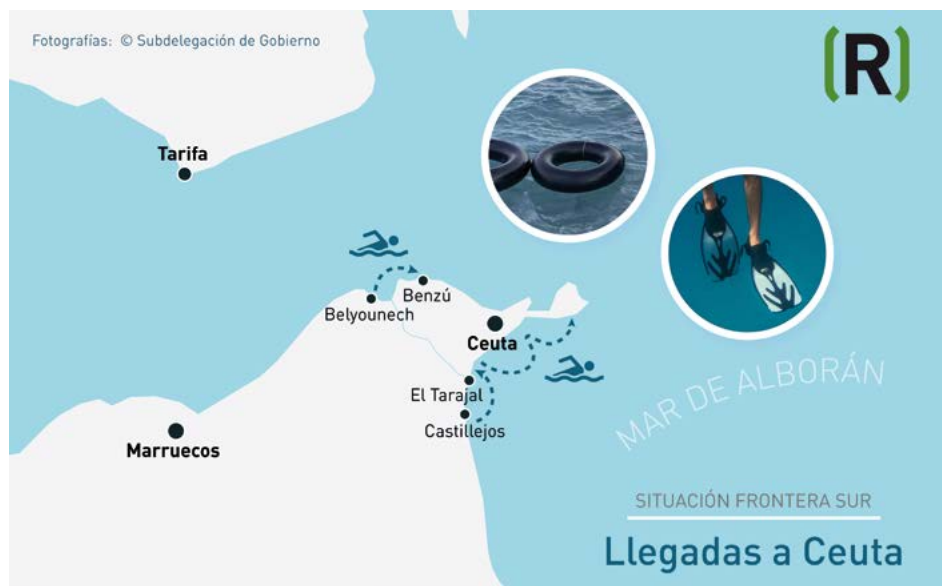 Fotografías: © Subdelegación de Gobierno
(R)
Tarifa
Benzú
Belyounech
Ceuta
El Tarajal
Castillejos
Marruecos
MAR DE ALBORÁN
SITUACIÓN FRONTERA SUR
Llegadas a Ceuta